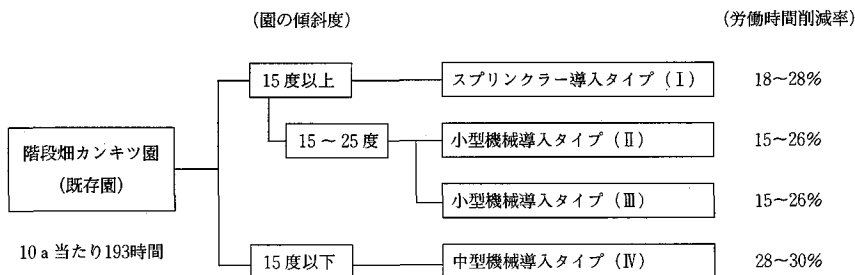 (園の傾斜度)
(労働時間削減率)
15度以上
スプリンクラー導入タイプ (Ⅰ)
18〜28%
階段畑カンキツ園
(既存園)
15〜25度
小型機械導入タイプ (Ⅱ)
15〜26%
小型機械導入タイプ (Ⅲ)
15〜26%
10a当たり193時間
15度以下
中型機械導入タイプ (Ⅳ)
28〜30%